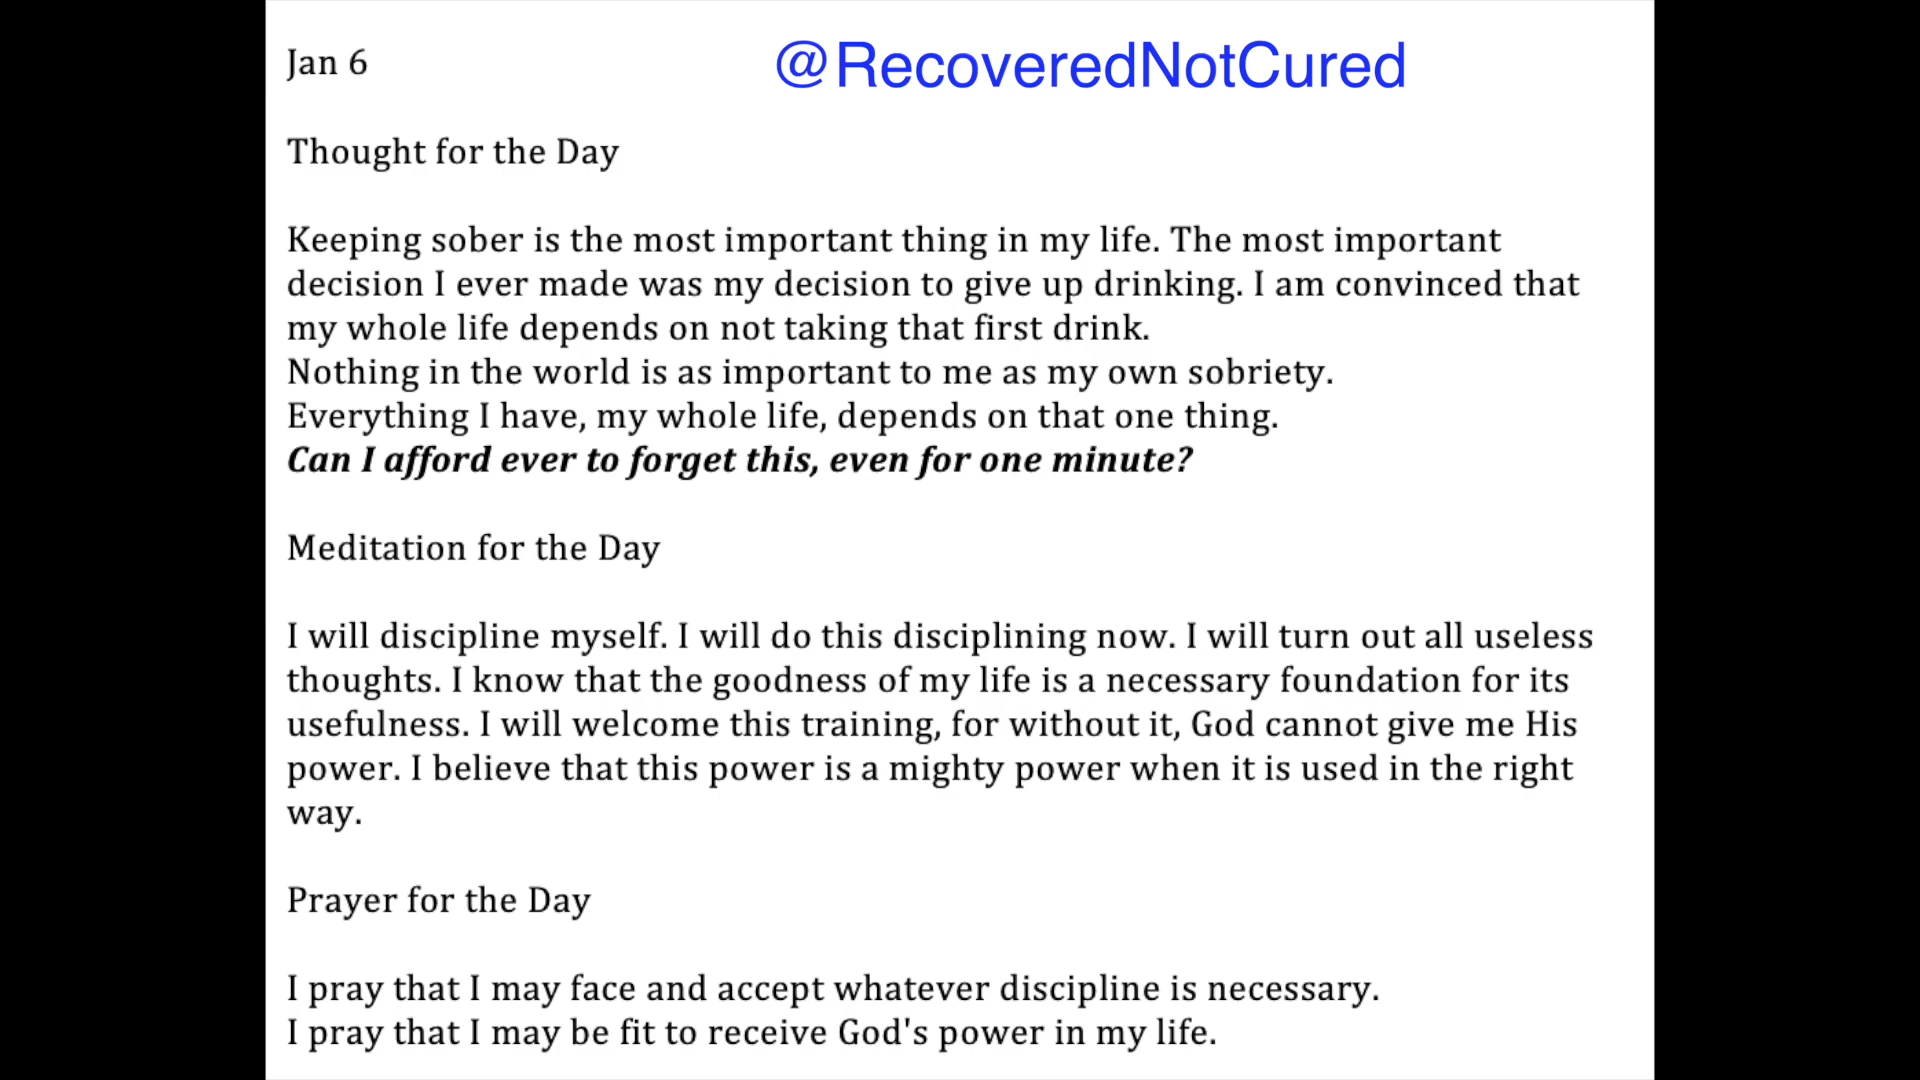 Jan 6
@RecoveredNotCured
Thought for the Day
Keeping sober is the most important thing in my life. The most important
decision I ever made was my decision to give up drinking. I am convinced that
my whole life depends on not taking that first drink.
Nothing in the world is as important to me as my own sobriety.
Everything I have, my whole life, depends on that one thing.
Can I afford ever to forget this, even for one minute?
Meditation for the Day
I will discipline myself. I will do this disciplining now. I will turn out all useless
thoughts. I know that the goodness of my life is a necessary foundation for its
usefulness. I will welcome this training, for without it, God cannot give me His
power. I believe that this power is a mighty power when it is used in the right
way.
Prayer for the Day
I pray that I may face and accept whatever discipline is necessary.
I pray that I may be fit to receive God's power in my life.